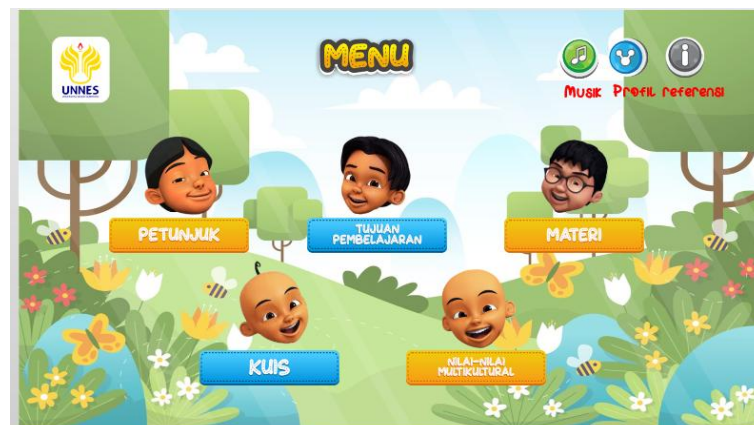 MENU
UNNES
Musik Profil referensi
PETUNJUK
TUJUAN
PEMBELAJARAN
MATERI
KUIS
NILAI-NILAI
MULTIKULTURAL